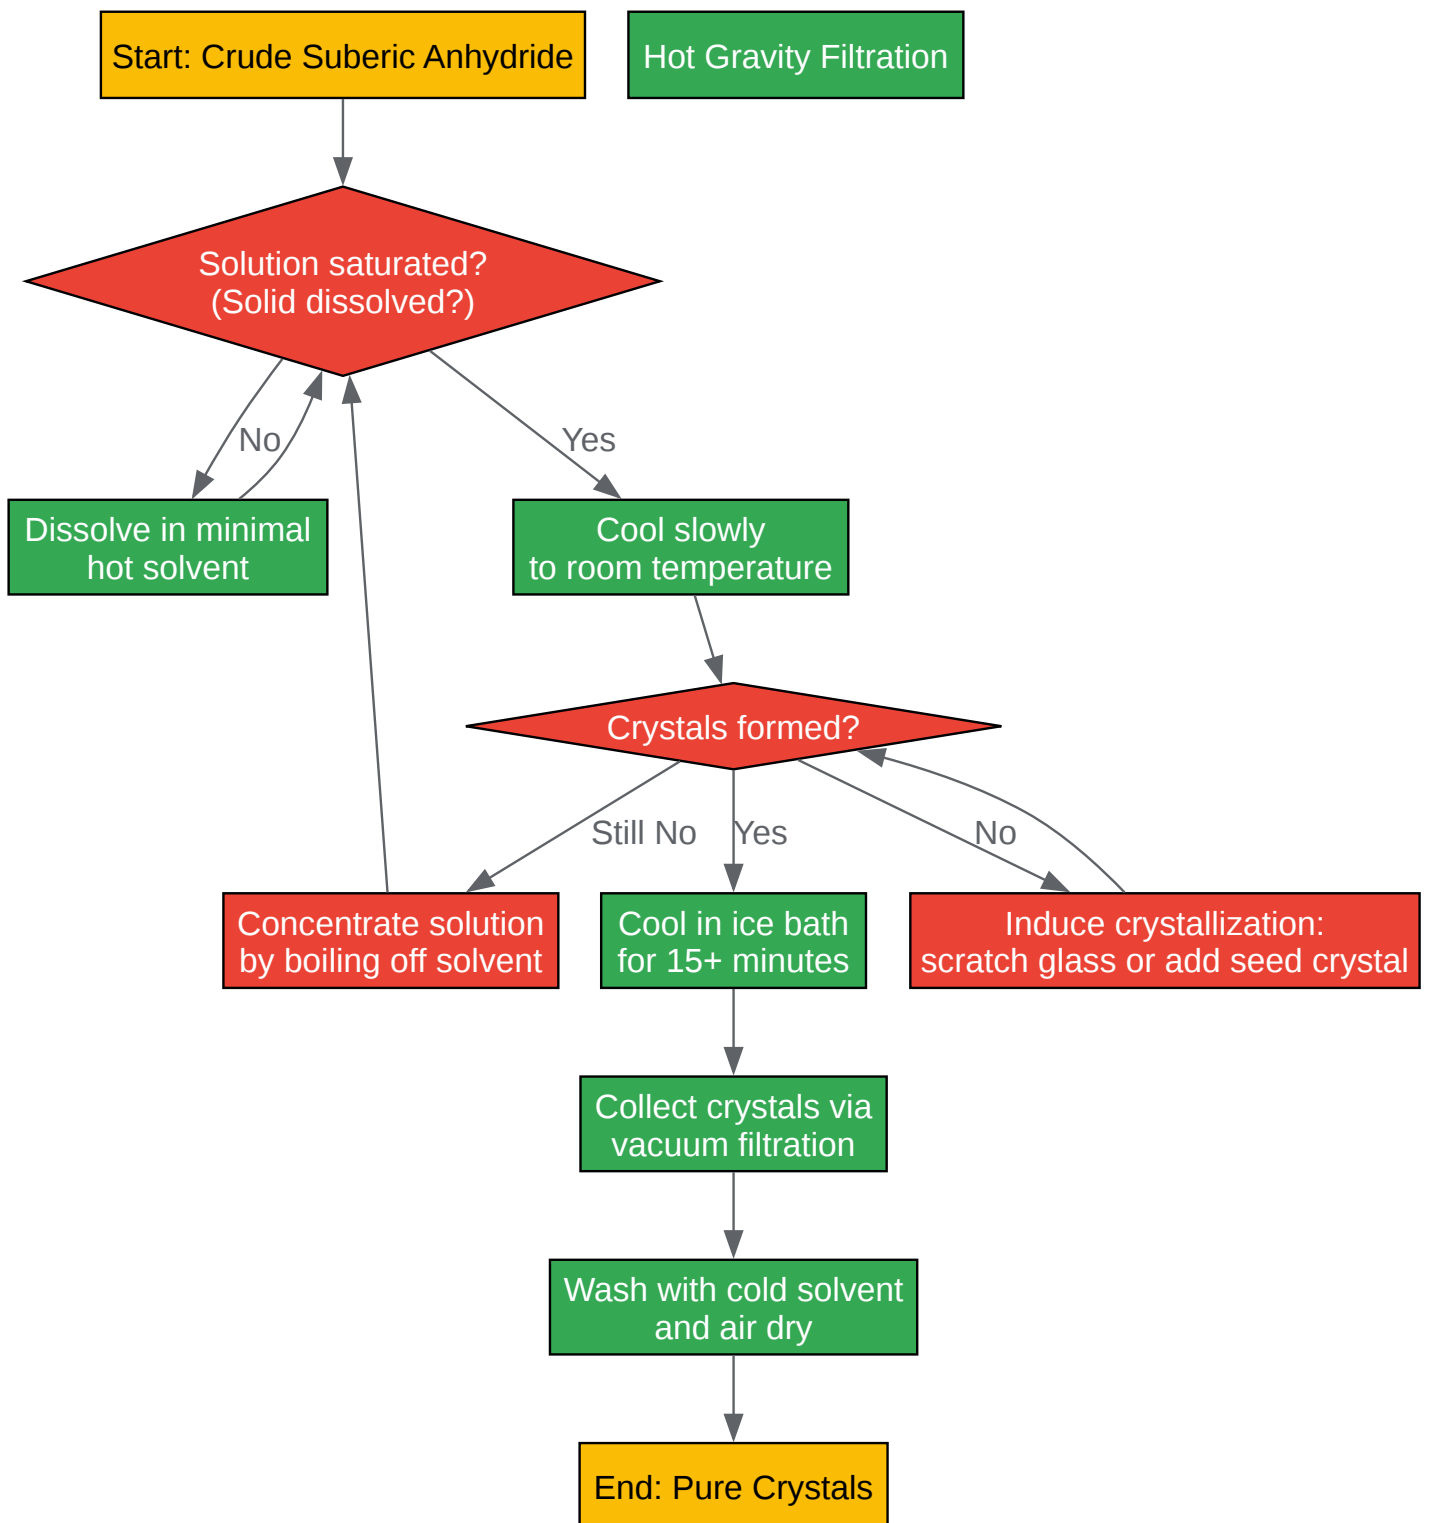 Start: Crude Suberic Anhydride
Hot Gravity Filtration
Solution saturated?
(Solid dissolved?)
No
Yes
Dissolve in minimal
hot solvent
Cool slowly
to room temperature
Crystals formed?
Still No
Yes
No
Concentrate solution
by boiling off solvent
Cool in ice bath
for 15+ minutes
Induce crystallization:
scratch glass or add seed crystal
Collect crystals via
vacuum filtration
Wash with cold solvent
and air dry
End: Pure Crystals